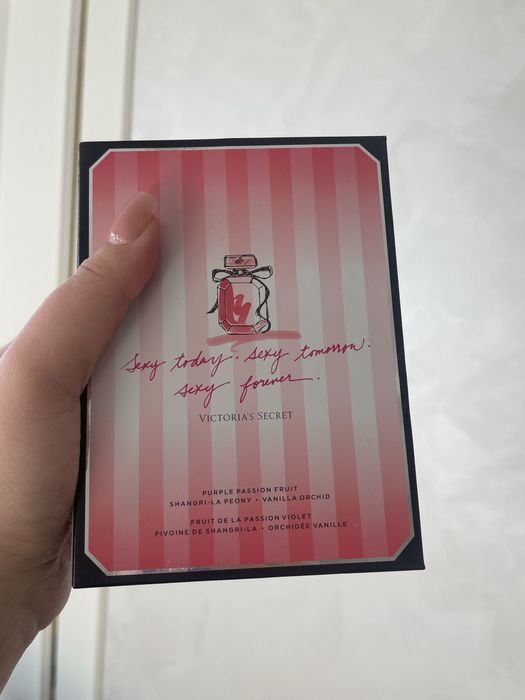 Sexy today. Sexy tomorrow.
Sexy forever.
VICTORIA'S SECRET
PURPLE PASSION FRUIT
SHANGRI-LA PEONY • VANILLA ORCHID
FRUIT DE LA PASSION VIOLET
PIVOINE DE SHANGRI-LA • ORCHIDÉE VANILLE